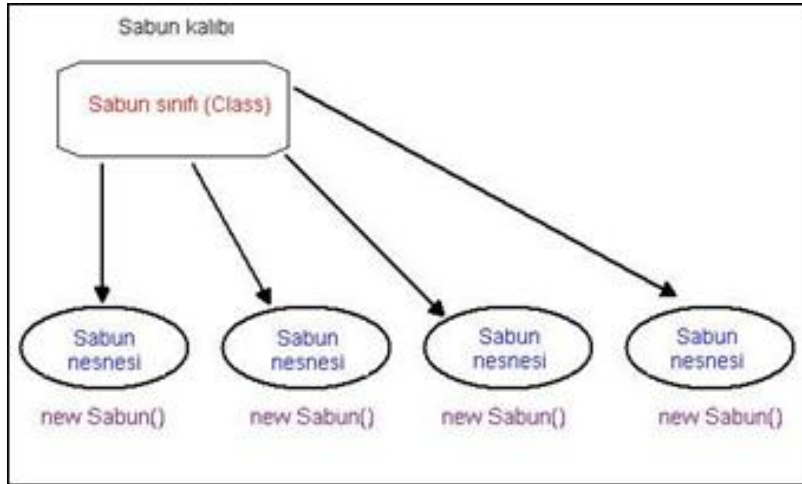 Sabun kalıbı
Sabun sınıfı (Class)
Sabun
nesnesi
Sabun
nesnesi
Sabun
nesnesi
Sabun
nesnesi
new Sabun()
new Sabun()
new Sabun()
new Sabun()